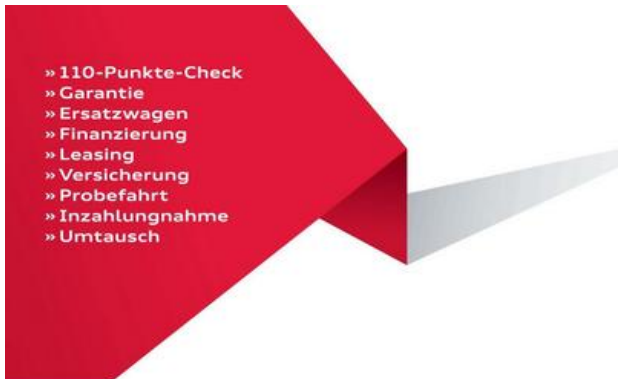 » 110-Punkte-Check
» Garantie
» Ersatzwagen
» Finanzierung
» Leasing
» Versicherung
» Probefahrt
» Inzahlungnahme
» Umtausch